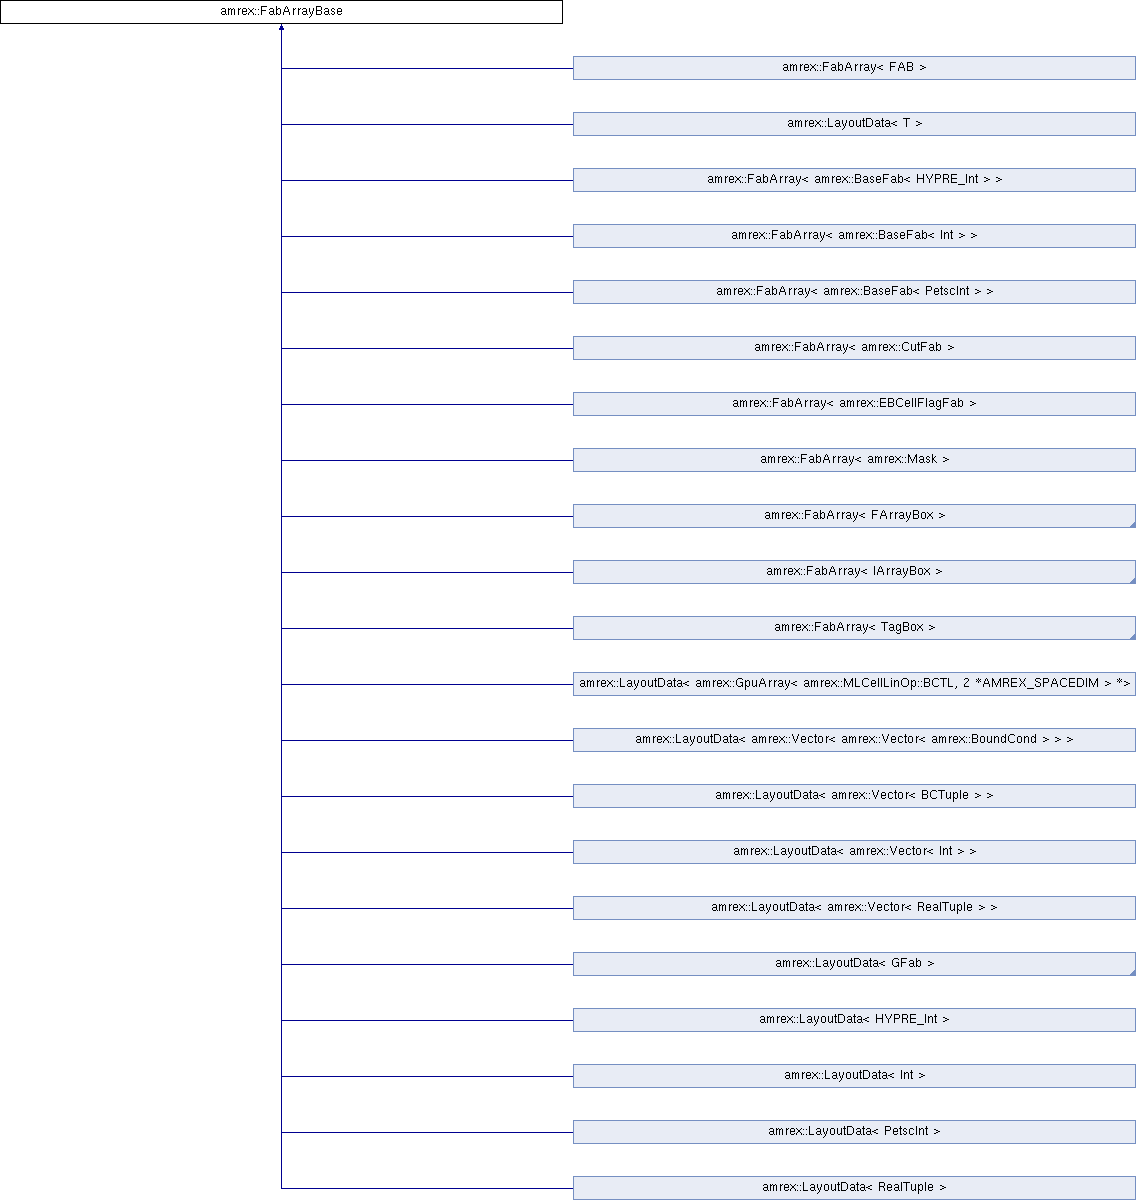 amrex::FabArrayBase
amrex::FabArray< FAB >
amrex::LayoutData< T >
amrex::FabArray< amrex::BaseFab< HYPRE_Int > >
amrex::FabArray< amrex::BaseFab< Int > >
amrex::FabArray< amrex::BaseFab< PetscInt > >
amrex::FabArray< amrex::CutFab >
amrex::FabArray< amrex::EBCellFlagFab >
amrex::FabArray< amrex::Mask >
amrex::FabArray< FArrayBox >
amrex::FabArray< IArrayBox >
amrex::FabArray< TagBox >
amrex::LayoutData< amrex::GpuArray< amrex::MLCellLinOp::BCTL, 2 *AMREX_SPACEDIM > *>
amrex::LayoutData< amrex::Vector< amrex::Vector< amrex::BoundCond > > >
amrex::LayoutData< amrex::Vector< BCTuple > >
amrex::LayoutData< amrex::Vector< Int > >
amrex::LayoutData< amrex::Vector< RealTuple > >
amrex::LayoutData< GFab >
amrex::LayoutData< HYPRE_Int >
amrex::LayoutData< Int >
amrex::LayoutData< PetscInt >
amrex::LayoutData< RealTuple >